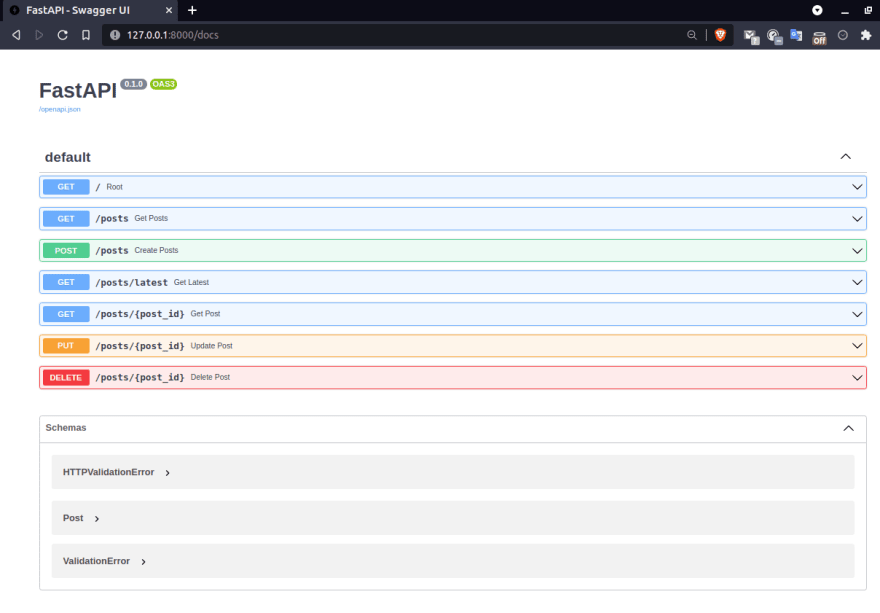 FastAPI - Swagger UI
127.0.0.1:8000/docs
Off
FastAPI 0.1.0 OAS3
/openapi.json
default
GET / Root
GET /posts Get Posts
POST /posts Create Posts
GET /posts/latest Get Latest
GET /posts/{post_id} Get Post
PUT /posts/{post_id} Update Post
DELETE /posts/{post_id} Delete Post
Schemas
HTTPValidationError
Post
ValidationError